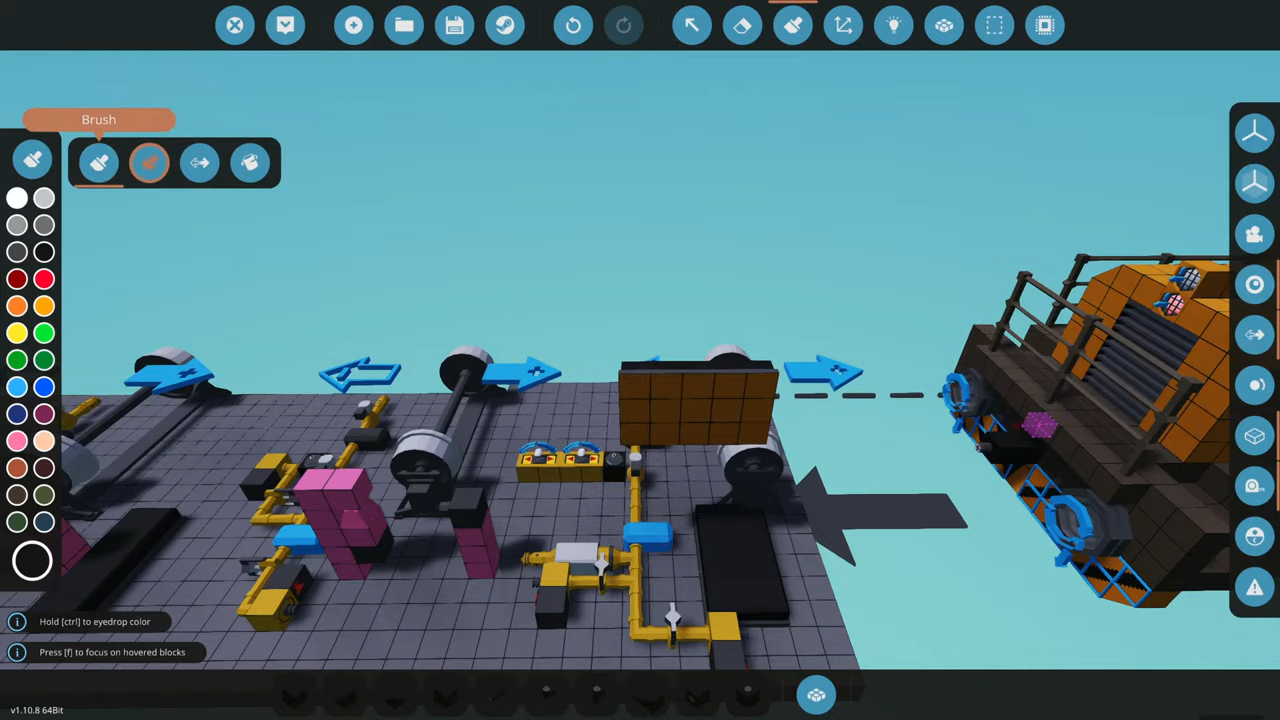 Brush
Hold [ctrl] to eyedrop color
Press [f] to focus on hovered blocks
v1.10.8 64Bit